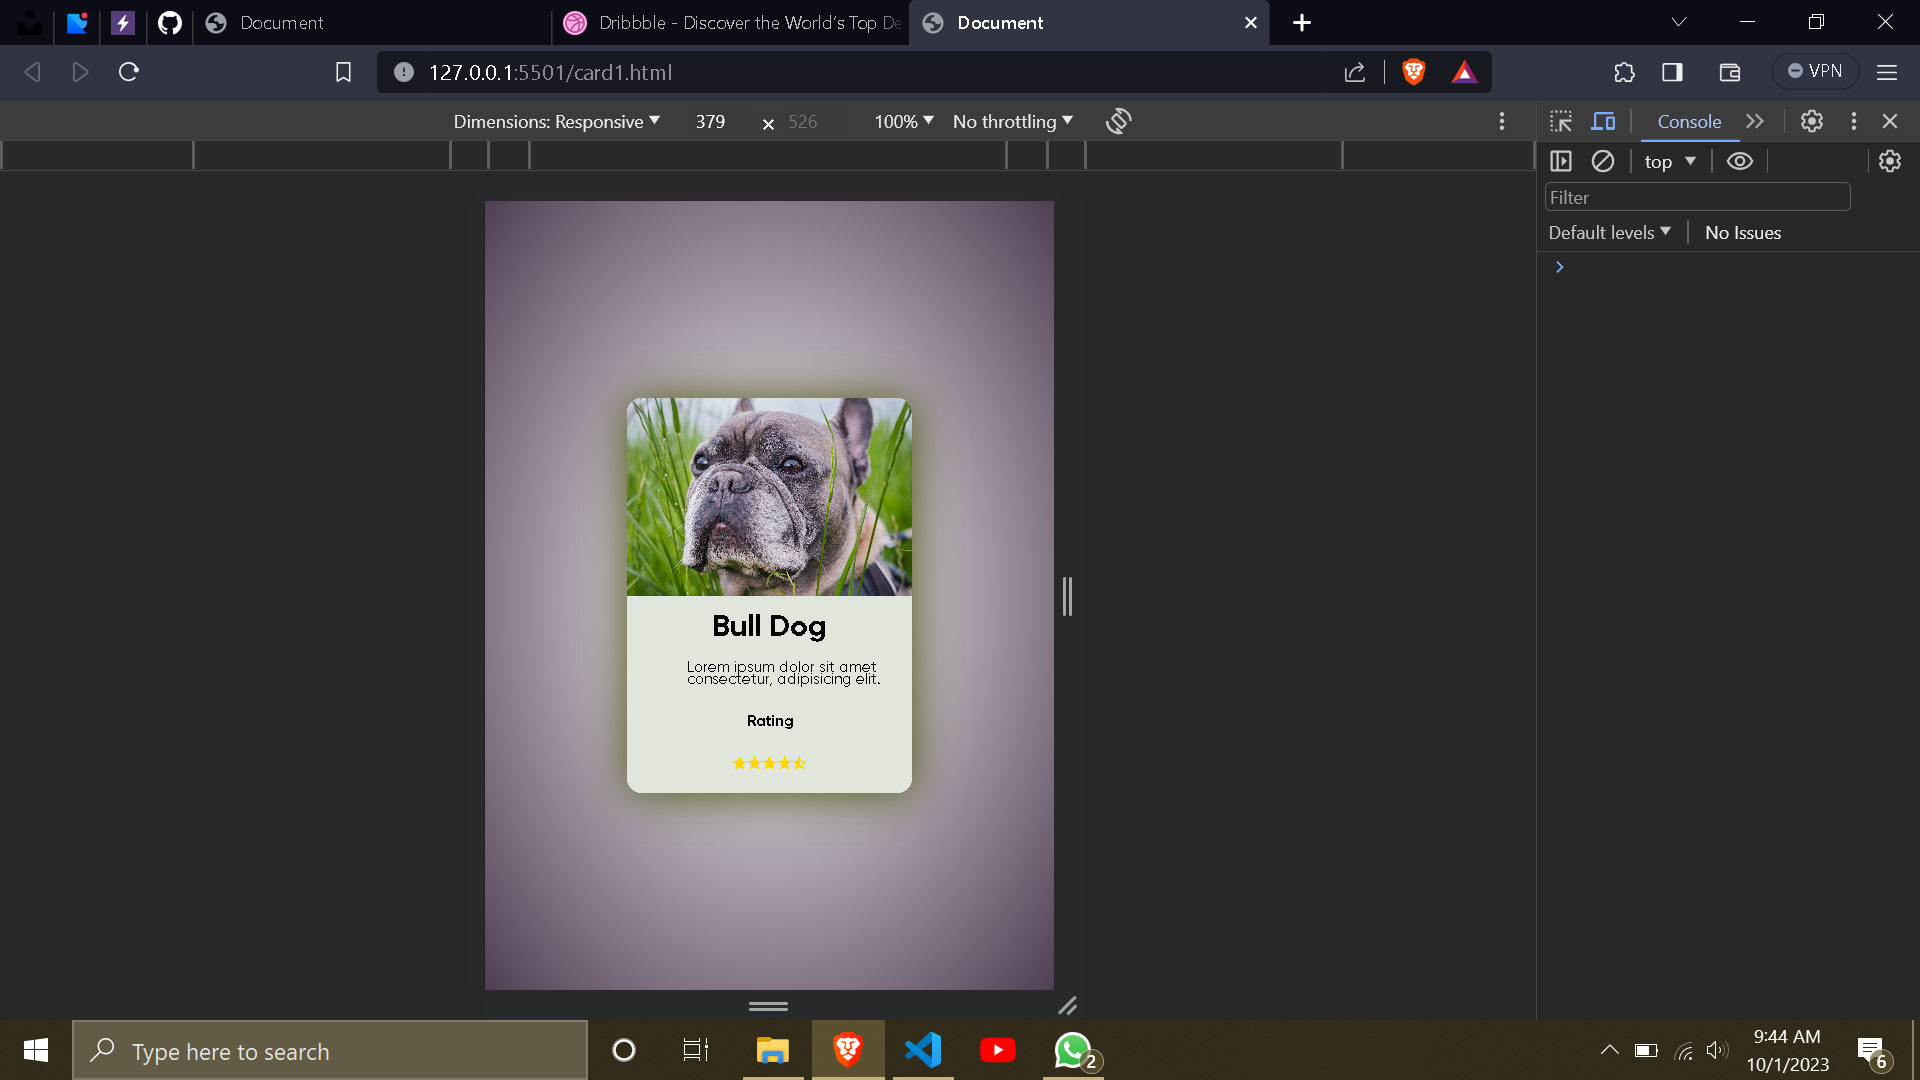 Document
Dribbble - Discover the World's Top De
Document
127.0.0.1:5501/card1.html
VPN
Dimensions: Responsive
379
526
100%
No throttling
Console
top
Filter
Default levels
No Issues
Bull Dog
Lorem ipsum dolor sit amet
consectetur, adipisicing elit.
Rating
Type here to search
2
9:44 AM
10/1/2023
6